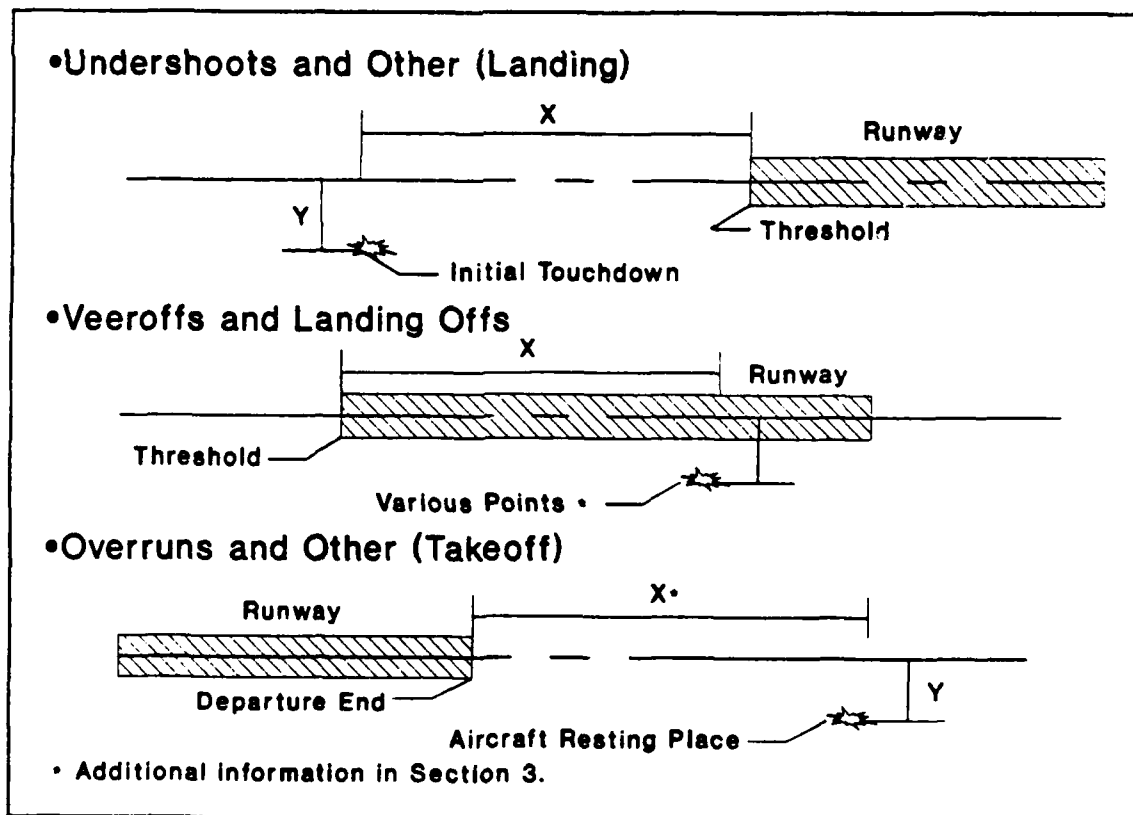 •Undershoots and Other (Landing)
X
Runway
Y
Threshold
Initial Touchdown
•Veeroffs and Landing Offs
X
Runway
Threshold
Various Points •
•Overruns and Other (Takeoff)
X•
Runway
Departure End
Y
Aircraft Resting Place
• Additional information in Section 3.